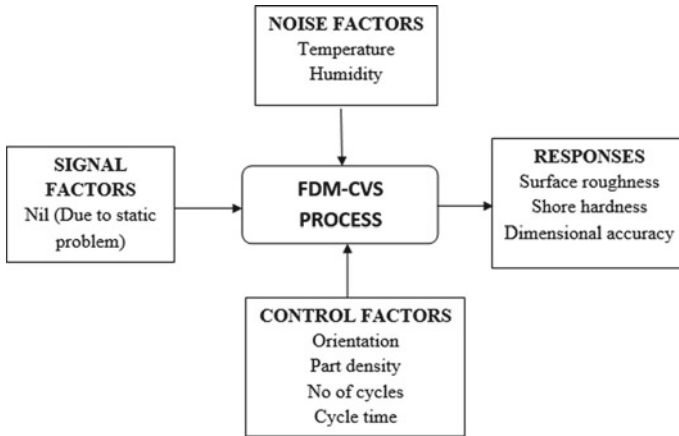 NOISE FACTORS
Temperature
Humidity
SIGNAL
FACTORS
Nil (Due to static
problem)
FDM-CVS
PROCESS
RESPONSES
Surface roughness
Shore hardness
Dimensional accuracy
CONTROL FACTORS
Orientation
Part density
No of cycles
Cycle time